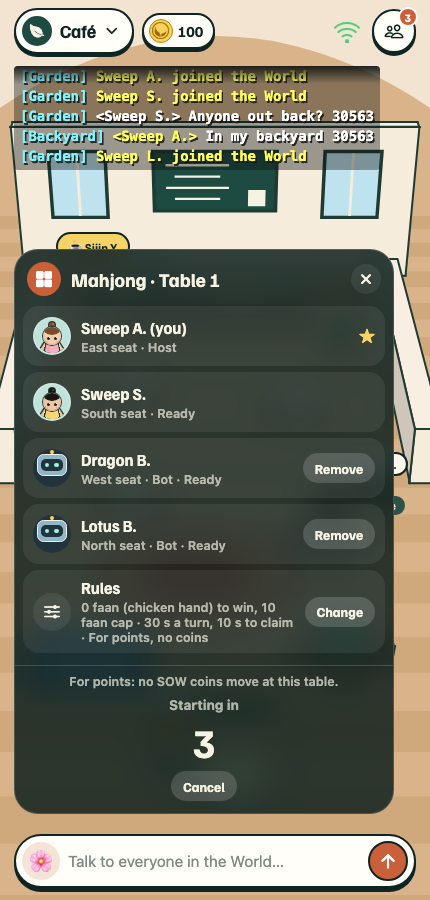 Café
100
3
[Garden] Sweep A. joined the World
[Garden] Sweep S. joined the World
[Garden] <Sweep S.> Anyone out back? 30563
[Backyard] <Sweep A.> In my backyard 30563
[Garden] Sweep L. joined the World
Mahjong · Table 1
Sweep A. (you)
East seat · Host
Sweep S.
South seat · Ready
Dragon B.
West seat · Bot · Ready
Remove
Lotus B.
North seat · Bot · Ready
Remove
Rules
0 faan (chicken hand) to win, 10
faan cap · 30 s a turn, 10 s to claim
· For points, no coins
Change
For points: no SOW coins move at this table.
Starting in
3
Cancel
Talk to everyone in the World...